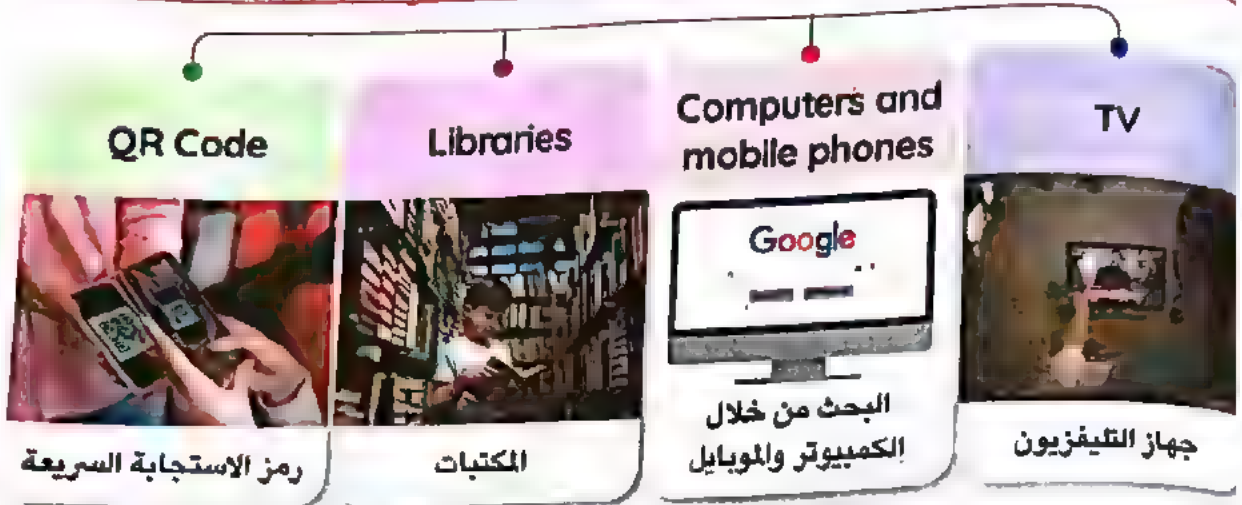 QR Code
رمز الاستجابة السريعة
Libraries
المكتبات
Computers and
mobile phones
Google
البحث من خلال
الكمبيوتر والموبايل
TV
جهاز التليفزيون